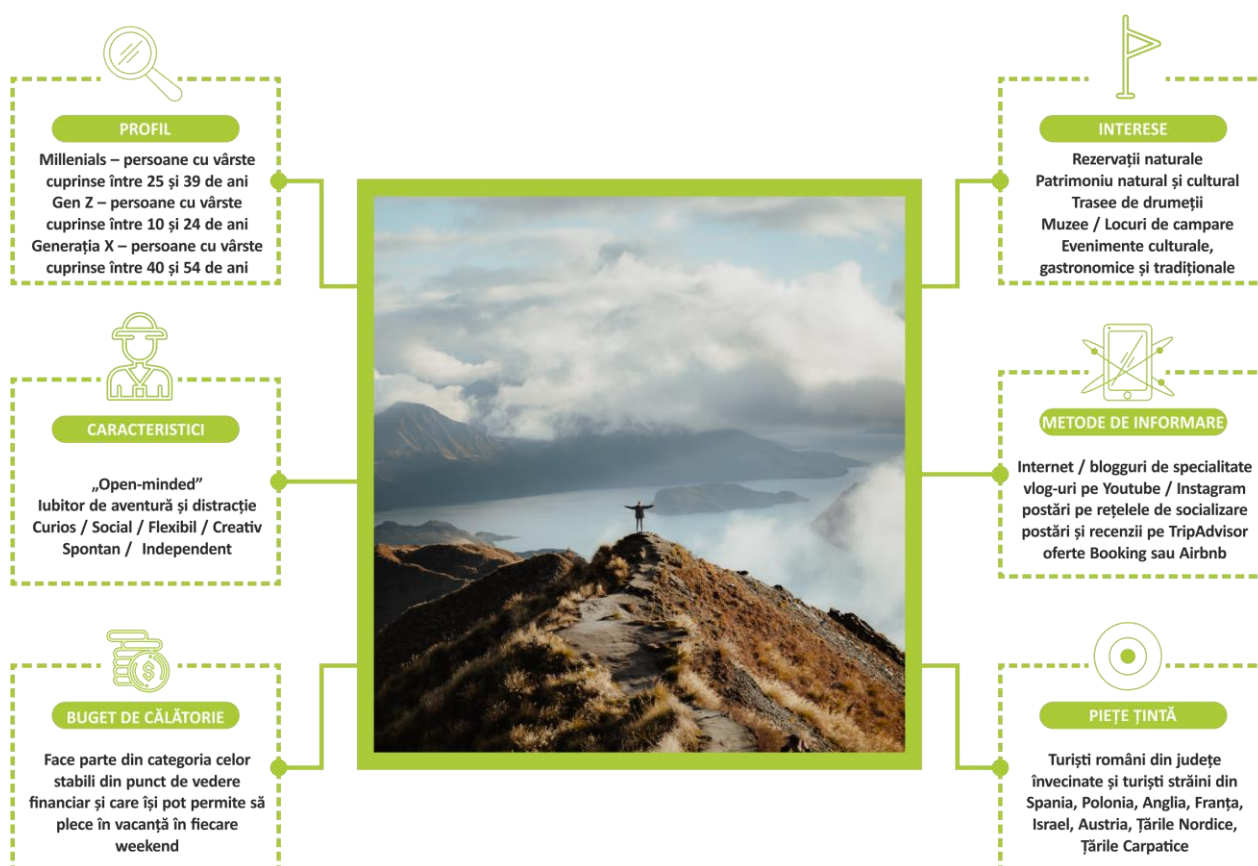 PROFIL
Millenials – persoane cu vârste
cuprinse între 25 și 39 de ani
Gen Z – persoane cu vârste
cuprinse între 10 și 24 de ani
Generația X – persoane cu vârste
cuprinse între 40 și 54 de ani
CARACTERISTICI
„Open-minded”
Iubitor de aventură și distracție
Curios / Social / Flexibil / Creativ
Spontan / Independent
BUGET DE CĂLĂTORIE
Face parte din categoria celor
stabili din punct de vedere
financiar și care își pot permite să
plece în vacanță în fiecare
weekend
INTERESE
Rezervații naturale
Patrimoniu natural și cultural
Trasee de drumeții
Muzee / Locuri de campare
Evenimente culturale,
gastronomice și tradiționale
METODE DE INFORMARE
Internet / blogguri de specialitate
vlog-uri pe Youtube / Instagram
postări pe rețelele de socializare
postări și recenzii pe TripAdvisor
oferte Booking sau Airbnb
PIEȚE ȚINTĂ
Turiști români din județe
învecinate și turiști străini din
Spania, Polonia, Anglia, Franța,
Israel, Austria, Țările Nordice,
Țările Carpatice